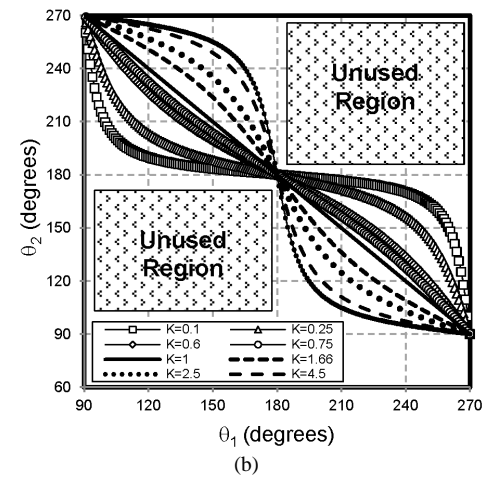 270
240
210
180
150
120
90
60
θ2 (degrees)
Unused
Region
Unused
Region
K=0.1 K=0.25
K=0.6 K=0.75
K=1 K=1.66
K=2.5 K=4.5
90 120 150 180 210 240 270
θ1 (degrees)
(b)